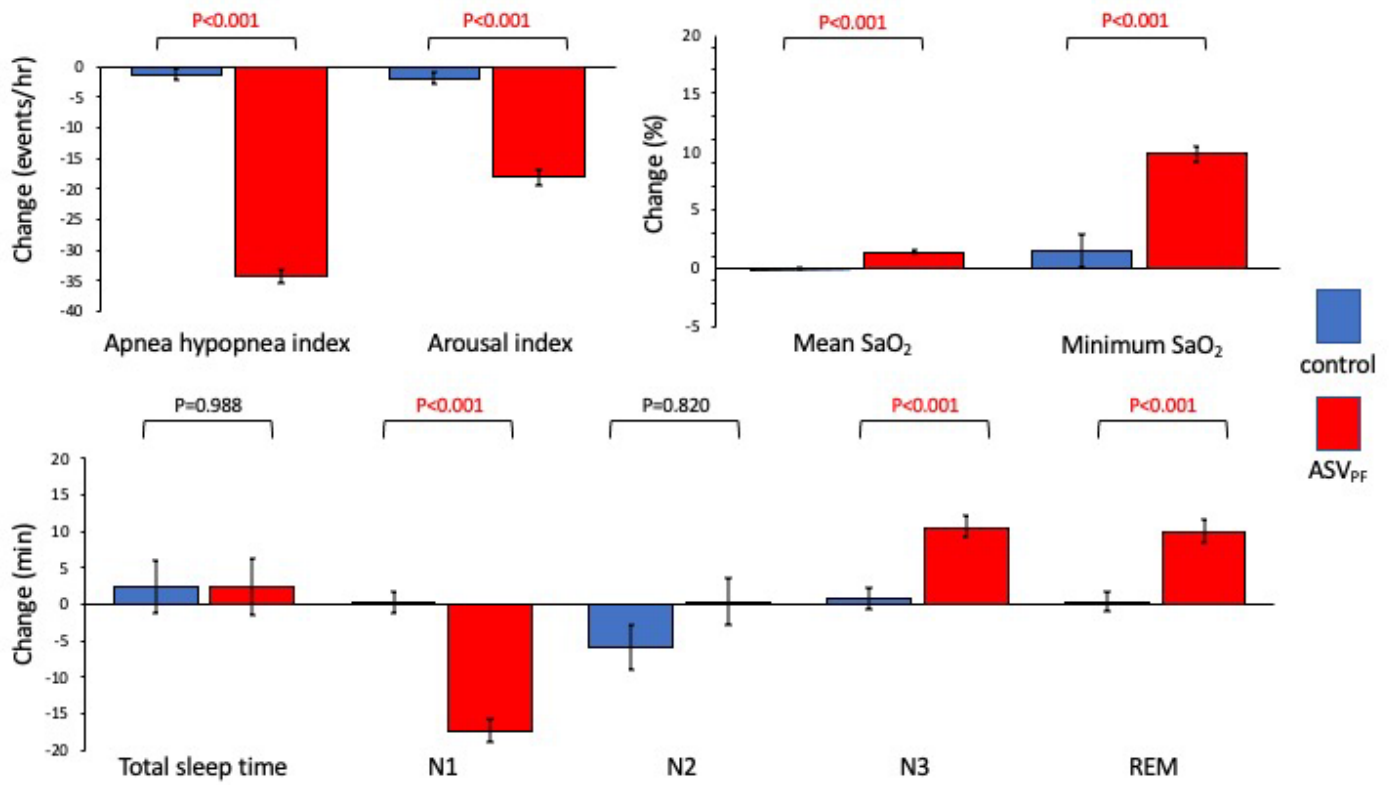 P<0.001 P<0.001
Change (events/hr)
0
-5
-10
-15
-20
-25
-30
-35
-40
Apnea hypopnea index Arousal index
P<0.001 P<0.001
Change (%)
20
15
10
5
0
-5
Mean SaO₂ Minimum SaO₂
control
ASV_PF
P=0.988 P<0.001 P=0.820 P<0.001 P<0.001
Change (min)
20
15
10
5
0
-5
-10
-15
-20
Total sleep time N1 N2 N3 REM